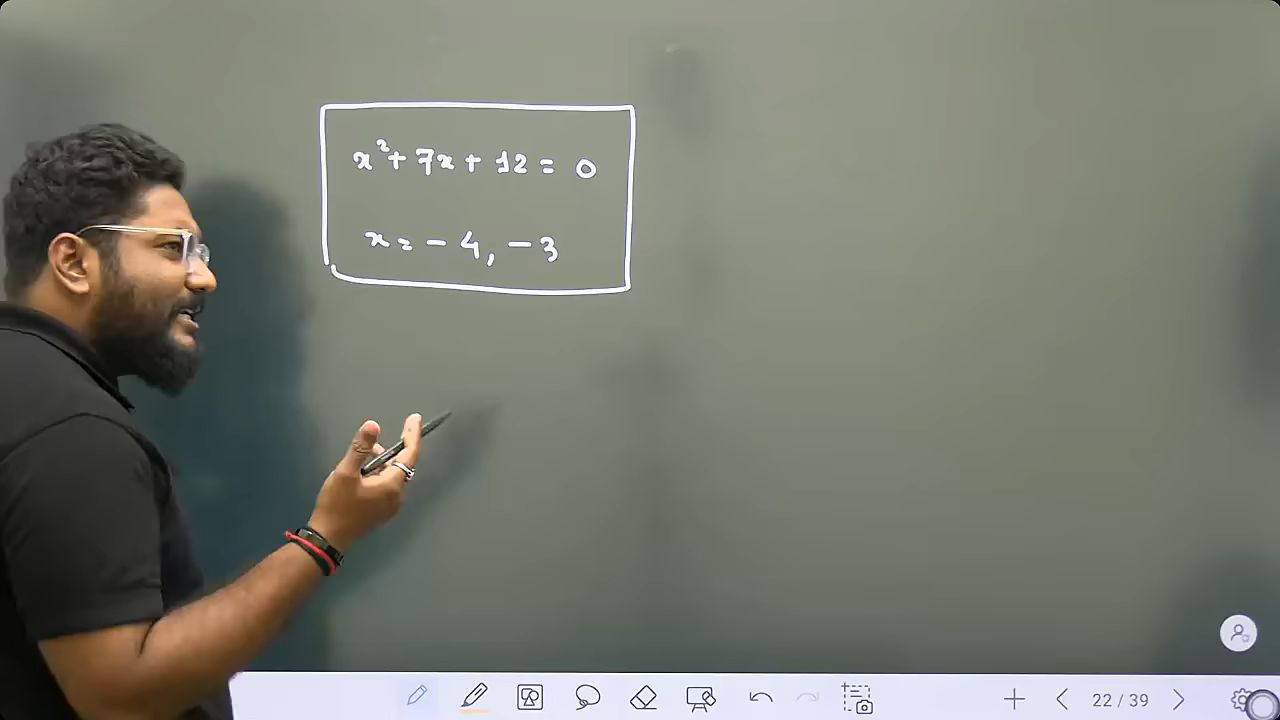 x²+ 7x + 12 = 0
x = - 4, - 3
22 / 39